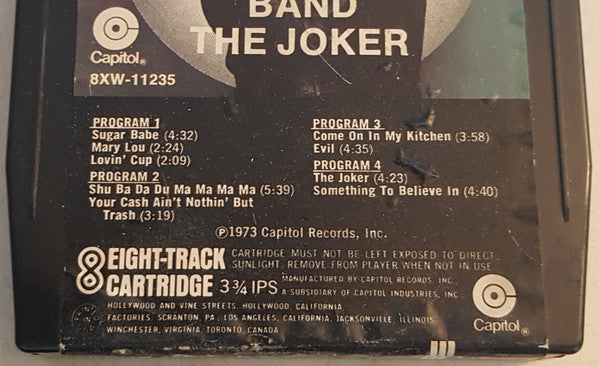 BAND
THE JOKER
Capitol®
8XW-11235
PROGRAM 1
Sugar Babe (4:32)
Mary Lou (2:24)
Lovin' Cup (2:09)
PROGRAM 2
Shu Ba Da Du Ma Ma Ma Ma (5:39)
Your Cash Ain't Nothin' But
Trash (3:19)
PROGRAM 3
Come On In My Kitchen (3:58)
Evil (4:35)
PROGRAM 4
The Joker (4:23)
Something To Believe In (4:40)
℗1973 Capitol Records, Inc.
8 EIGHT-TRACK
CARTRIDGE 3¾ IPS
CARTRIDGE MUST NOT BE LEFT EXPOSED TO DIRECT
SUNLIGHT. REMOVE FROM PLAYER WHEN NOT IN USE
MANUFACTURED BY CAPITOL RECORDS, INC.,
A SUBSIDIARY OF CAPITOL INDUSTRIES, INC.,
HOLLYWOOD AND VINE STREETS, HOLLYWOOD, CALIFORNIA.
FACTORIES: SCRANTON, PA., LOS ANGELES, CALIFORNIA, JACKSONVILLE, ILLINOIS,
WINCHESTER, VIRGINIA, TORONTO, CANADA
Capitol®